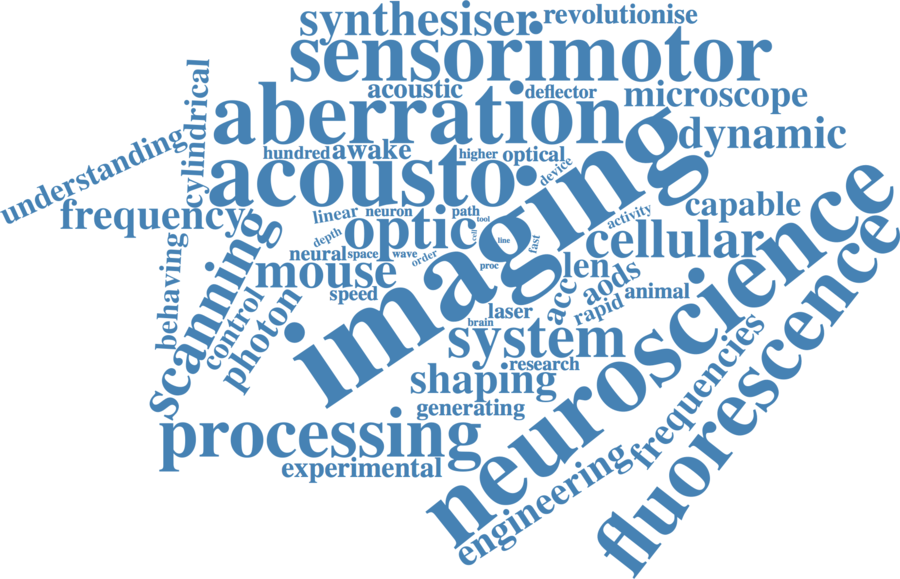 synthesiser
revolutionise
sensorimotor
acoustic
deflector
microscope
aberration
cylindrical
dynamic
understanding
hundred
awake
higher
optical
device
acousto
imaging
frequency
linear
neuron
path
tool
activity
capable
neuroscience
optic
cell
line
fast
cellular
fluorescence
depth
neural
space
wave
order
proc
behaving
scanning
mouse
len
acc
aods
animal
control
photon
speed
laser
rapid
brain
system
frequencies
shaping
research
generating
processing
experimental
engineering